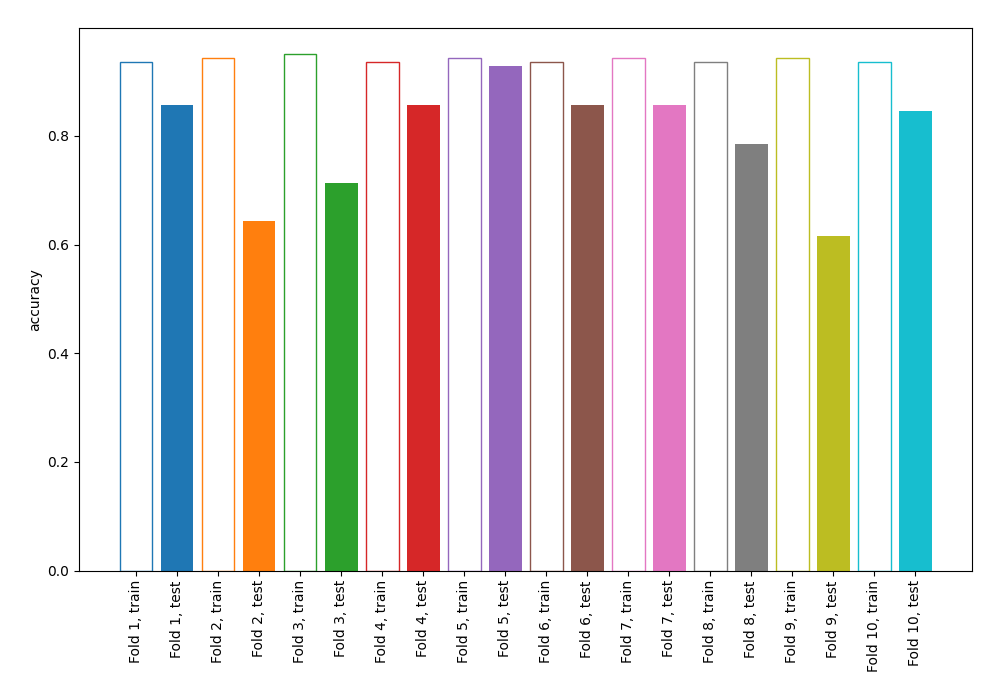 accuracy
0.8
0.6
0.4
0.2
0.0
Fold 1, train
Fold 1, test
Fold 2, train
Fold 2, test
Fold 3, train
Fold 3, test
Fold 4, train
Fold 4, test
Fold 5, train
Fold 5, test
Fold 6, train
Fold 6, test
Fold 7, train
Fold 7, test
Fold 8, train
Fold 8, test
Fold 9, train
Fold 9, test
Fold 10, train
Fold 10, test